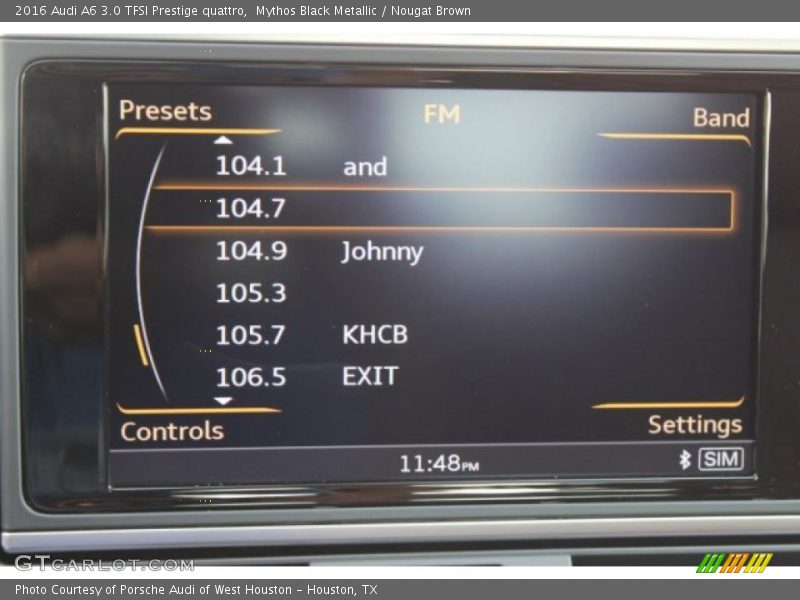 2016 Audi A6 3.0 TFSI Prestige quattro,  Mythos Black Metallic / Nougat Brown
Presets FM Band
104.1 and
104.7
104.9 Johnny
105.3
105.7 KHCB
106.5 EXIT
Controls Settings
11:48PM SIM
GTCARLOT.COM
Photo Courtesy of Porsche Audi of West Houston - Houston, TX